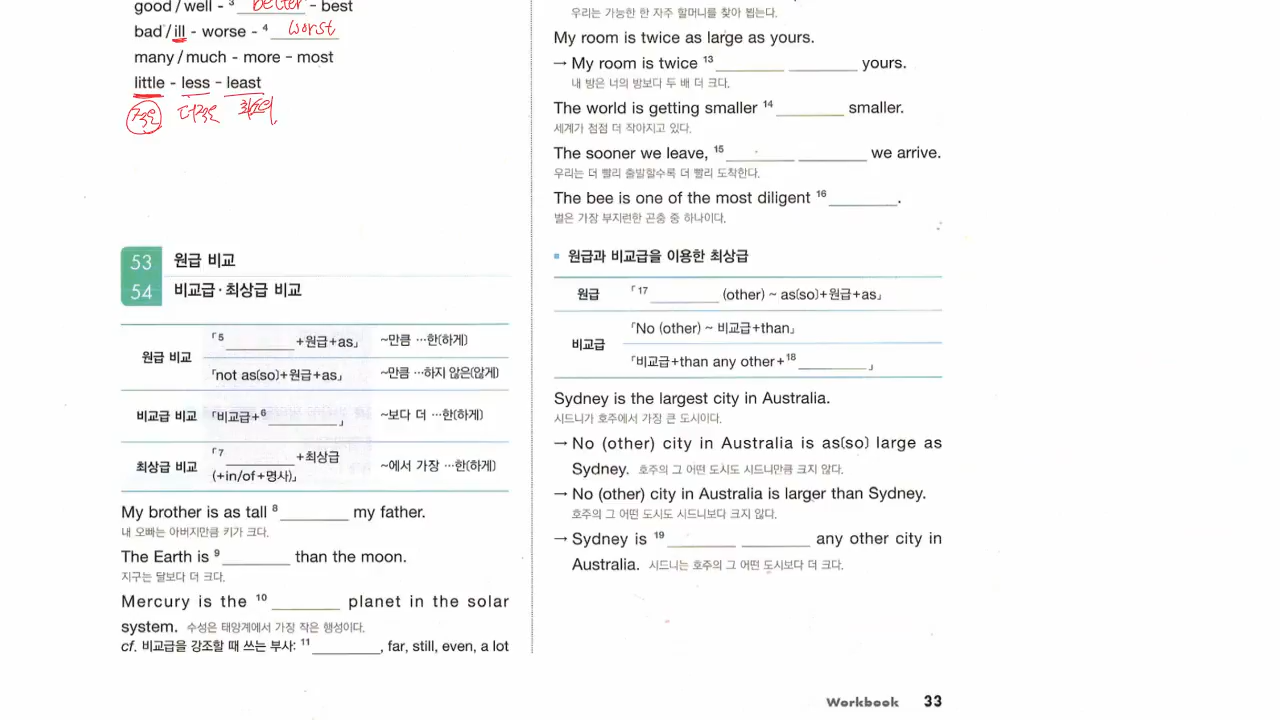 good / well - 3 better - best
bad / ill - worse - 4 worst
many / much - more - most
little - less - least
적은 더적은 최소의
53 원급 비교
54 비교급·최상급 비교
원급 비교 「5 ________ +원급+as」 ~만큼 …한(하게)
「not as(so)+원급+as」 ~만큼 …하지 않은(않게)
비교급 비교 「비교급+6 ________」 ~보다 더 …한(하게)
최상급 비교 「7 ________ +최상급
(+in/of+명사)」 ~에서 가장 …한(하게)
My brother is as tall 8 ________ my father.
내 오빠는 아버지만큼 키가 크다.
The Earth is 9 ________ than the moon.
지구는 달보다 더 크다.
Mercury is the 10 ________ planet in the solar
system. 수성은 태양계에서 가장 작은 행성이다.
cf. 비교급을 강조할 때 쓰는 부사: 11 ________, far, still, even, a lot
우리는 가능한 한 자주 할머니를 찾아 뵙는다.
My room is twice as large as yours.
→ My room is twice 13 ________ ________ yours.
내 방은 너의 방보다 두 배 더 크다.
The world is getting smaller 14 ________ smaller.
세계가 점점 더 작아지고 있다.
The sooner we leave, 15 ________ ________ we arrive.
우리는 더 빨리 출발할수록 더 빨리 도착한다.
The bee is one of the most diligent 16 ________.
벌은 가장 부지런한 곤충 중 하나이다.
원급과 비교급을 이용한 최상급
원급 「17 ________ (other) ~ as(so)+원급+as」
비교급 「No (other) ~ 비교급+than」
「비교급+than any other+18 ________」
Sydney is the largest city in Australia.
시드니가 호주에서 가장 큰 도시이다.
→ No (other) city in Australia is as(so) large as
Sydney. 호주의 그 어떤 도시도 시드니만큼 크지 않다.
→ No (other) city in Australia is larger than Sydney.
호주의 그 어떤 도시도 시드니보다 크지 않다.
→ Sydney is 19 ________ ________ any other city in
Australia. 시드니는 호주의 그 어떤 도시보다 더 크다.
Workbook 33